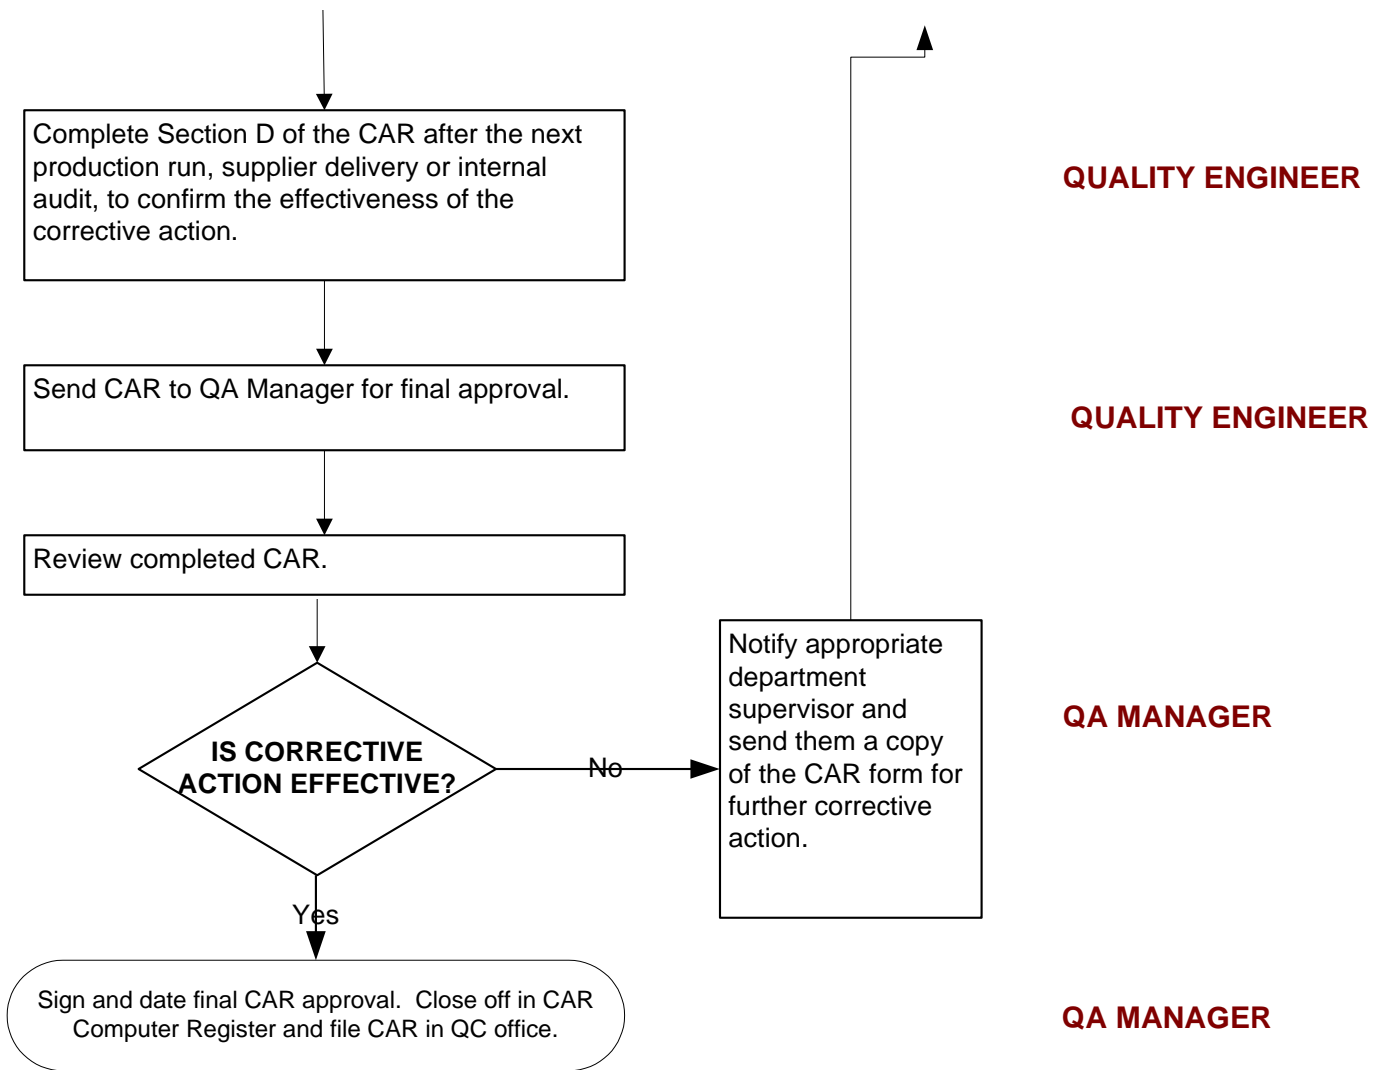 Complete Section D of the CAR after the next
production run, supplier delivery or internal
audit, to confirm the effectiveness of the
corrective action.
QUALITY ENGINEER
Send CAR to QA Manager for final approval.
QUALITY ENGINEER
Review completed CAR.
IS CORRECTIVE
ACTION EFFECTIVE?
No
Notify appropriate
department
supervisor and
send them a copy
of the CAR form for
further corrective
action.
QA MANAGER
Yes
Sign and date final CAR approval.  Close off in CAR
Computer Register and file CAR in QC office.
QA MANAGER